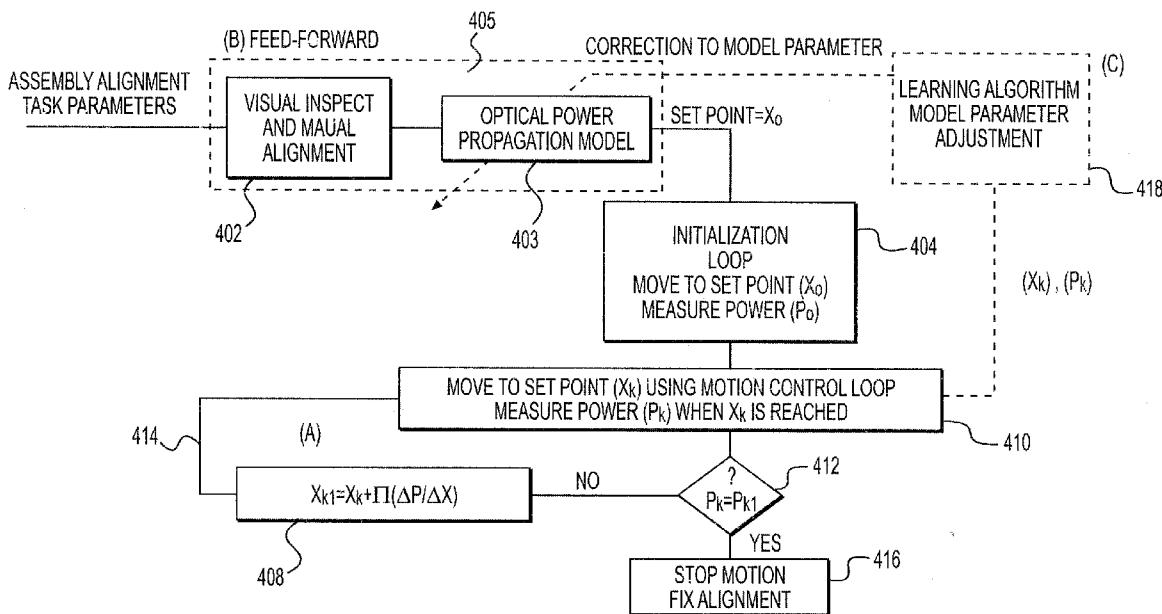 405
(B) FEED-FORWARD
CORRECTION TO MODEL PARAMETER
(C)
ASSEMBLY ALIGNMENT
TASK PARAMETERS
VISUAL INSPECT
AND MAUAL
ALIGNMENT
OPTICAL POWER
PROPAGATION MODEL
SET POINT=X₀
LEARNING ALGORITHM
MODEL PARAMETER
ADJUSTMENT
418
402
403
INITIALIZATION
LOOP
MOVE TO SET POINT (X₀)
MEASURE POWER (P₀)
404
(Xₖ) , (Pₖ)
MOVE TO SET POINT (Xₖ) USING MOTION CONTROL LOOP
MEASURE POWER (Pₖ) WHEN Xₖ IS REACHED
410
414
(A)
Xₖ₁=Xₖ+Π(ΔP/ΔX)
408
NO
?
Pₖ=Pₖ₁
412
YES
STOP MOTION
FIX ALIGNMENT
416